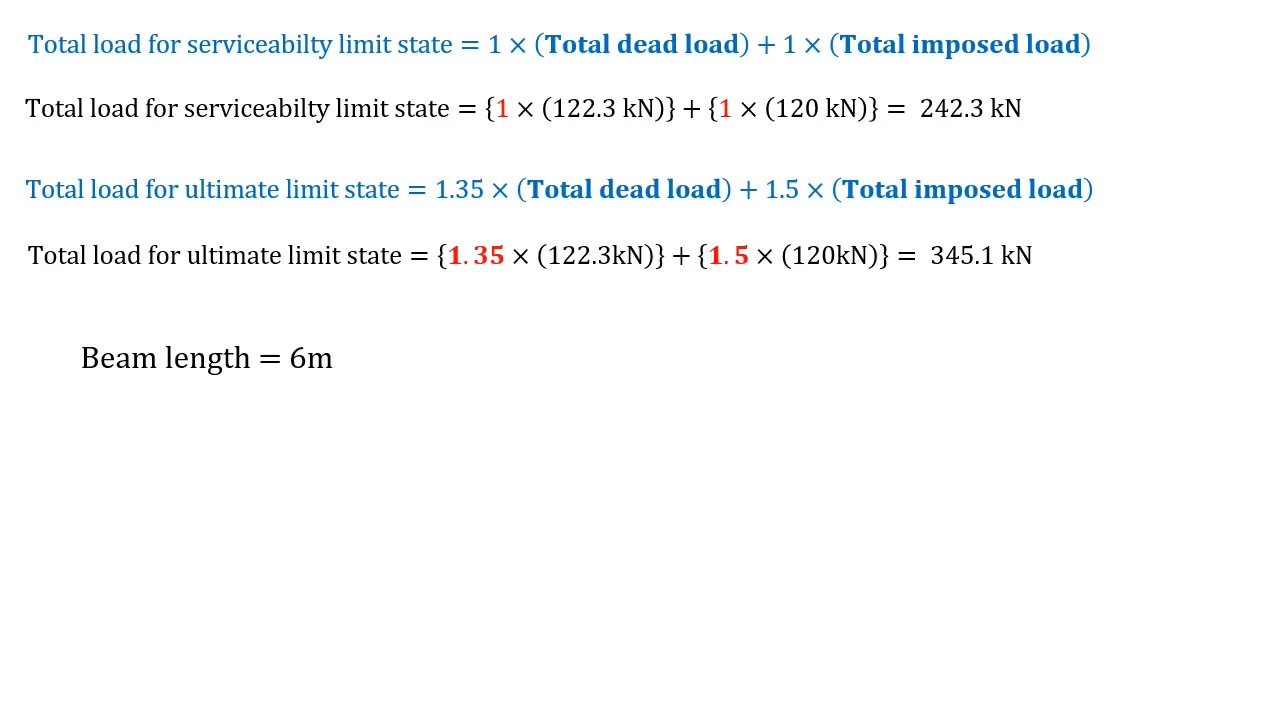 Total load for serviceabilty limit state = 1 × (Total dead load) + 1 × (Total imposed load)
Total load for serviceabilty limit state = {1 × (122.3 kN)} + {1 × (120 kN)} = 242.3 kN
Total load for ultimate limit state = 1.35 × (Total dead load) + 1.5 × (Total imposed load)
Total load for ultimate limit state = {1.35 × (122.3kN)} + {1.5 × (120kN)} = 345.1 kN
Beam length = 6m